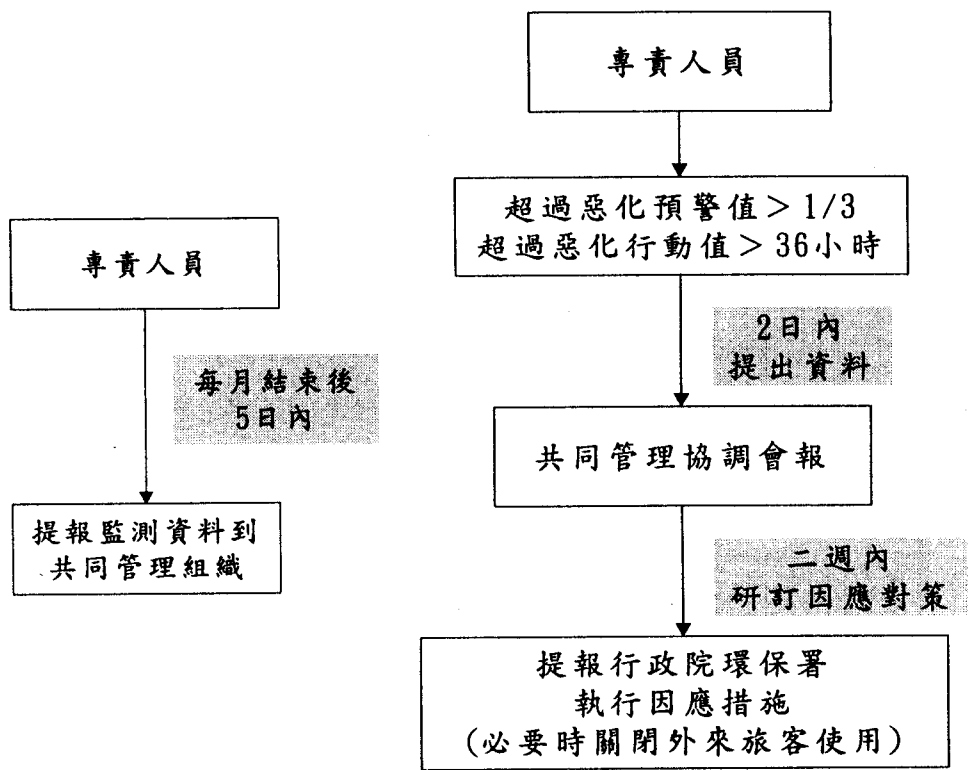 專責人員
每月結束後
5日內
提報監測資料到
共同管理組織
專責人員
超過惡化預警值＞1/3
超過惡化行動值＞36小時
2日內
提出資料
共同管理協調會報
二週內
研訂因應對策
提報行政院環保署
執行因應措施
(必要時關閉外來旅客使用)